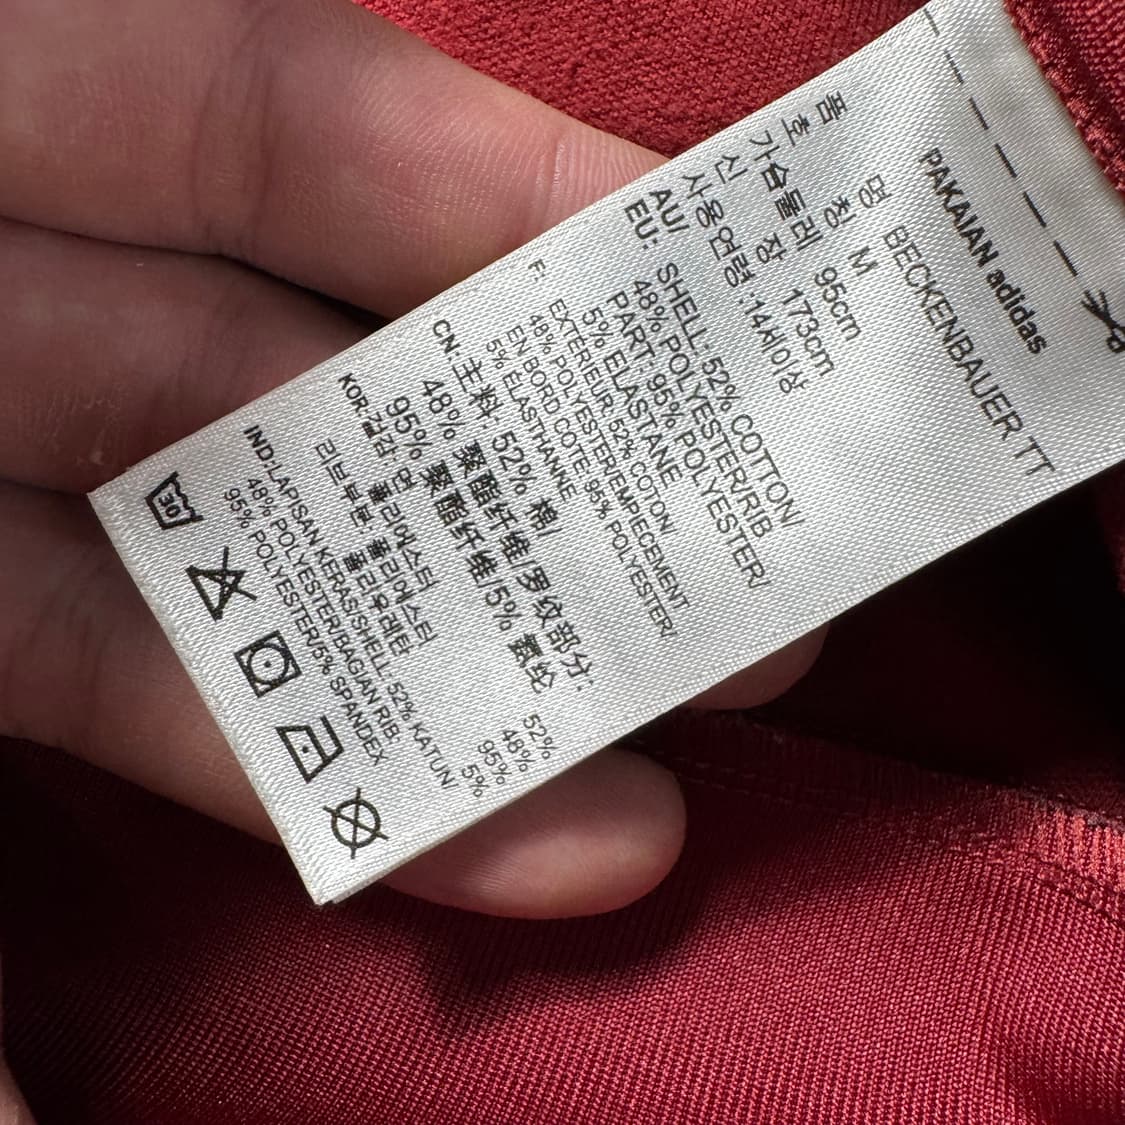 PAKAIAN adidas
품 명 BECKENBAUER TT
호 칭 M
가슴둘레 95cm
신 장 173cm
사용연령 :14세이상
AU/
EU: SHELL: 52% COTTON/
48% POLYESTER/RIB
PART: 95% POLYESTER/
5% ELASTANE
F: EXTERIEUR: 52% COTON/
48% POLYESTER/EMPIECEMENT
EN BORD COTE: 95% POLYESTER/
5% ELASTHANNE
CN: 主料: 52% 棉/
48% 聚酯纤维/罗纹部分:
95% 聚酯纤维/5% 氨纶
KOR:겉감: 면 52%
폴리에스터 48%
리브부분: 폴리에스터 95%
폴리우레탄 5%
IND:LAPISAN KERAS/SHELL: 52% KATUN/
48% POLYESTER/BAGIAN RIB:
95% POLYESTER/5% SPANDEX
30